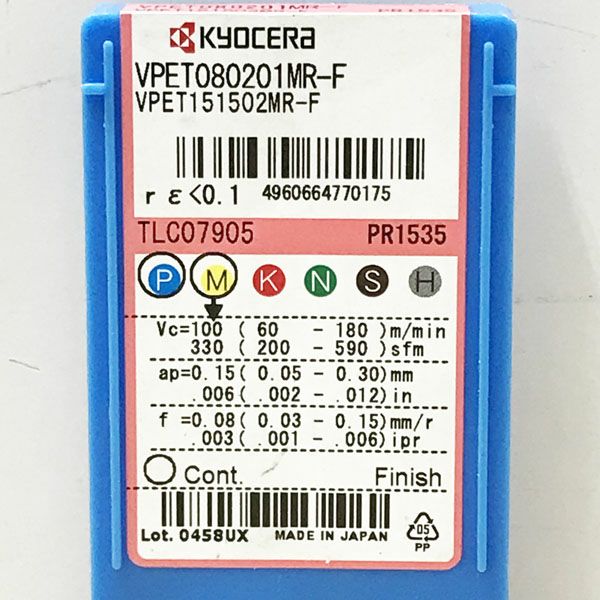 VPET080201MR-F PR1535
KYOCERA
VPET080201MR-F
VPET151502MR-F
r ε<0.1 4960664770175
TLC07905 PR1535
P M K N S H
Vc=100 ( 60 - 180 )m/min
330 ( 200 - 590 )sfm
ap=0.15( 0.05 - 0.30)mm
.006( .002 - .012)in
f =0.08( 0.03 - 0.15)mm/r
.003( .001 - .006)ipr
Cont. Finish
Lot. 0458UX MADE IN JAPAN
05
PP